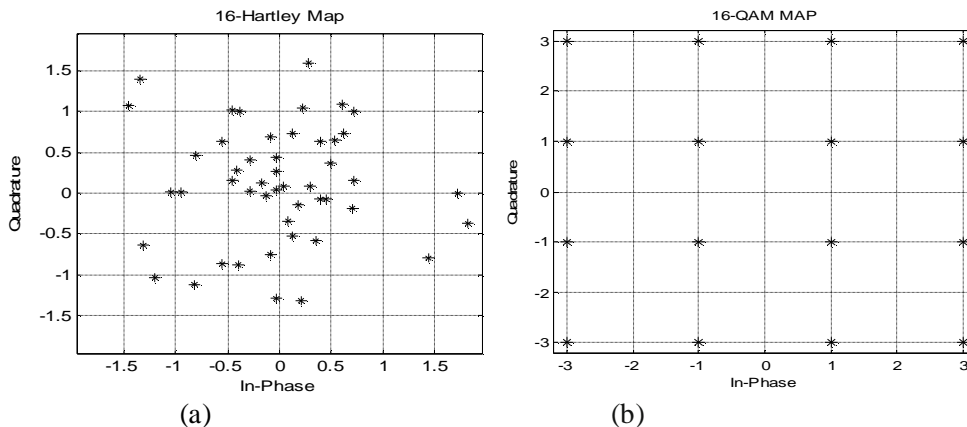 16-Hartley Map
1.5
1
0.5
0
-0.5
-1
-1.5
Quadrature
-1.5 -1 -0.5 0 0.5 1 1.5
In-Phase
(a)
16-QAM MAP
3
2
1
0
-1
-2
-3
Quadrature
-3 -2 -1 0 1 2 3
In-Phase
(b)